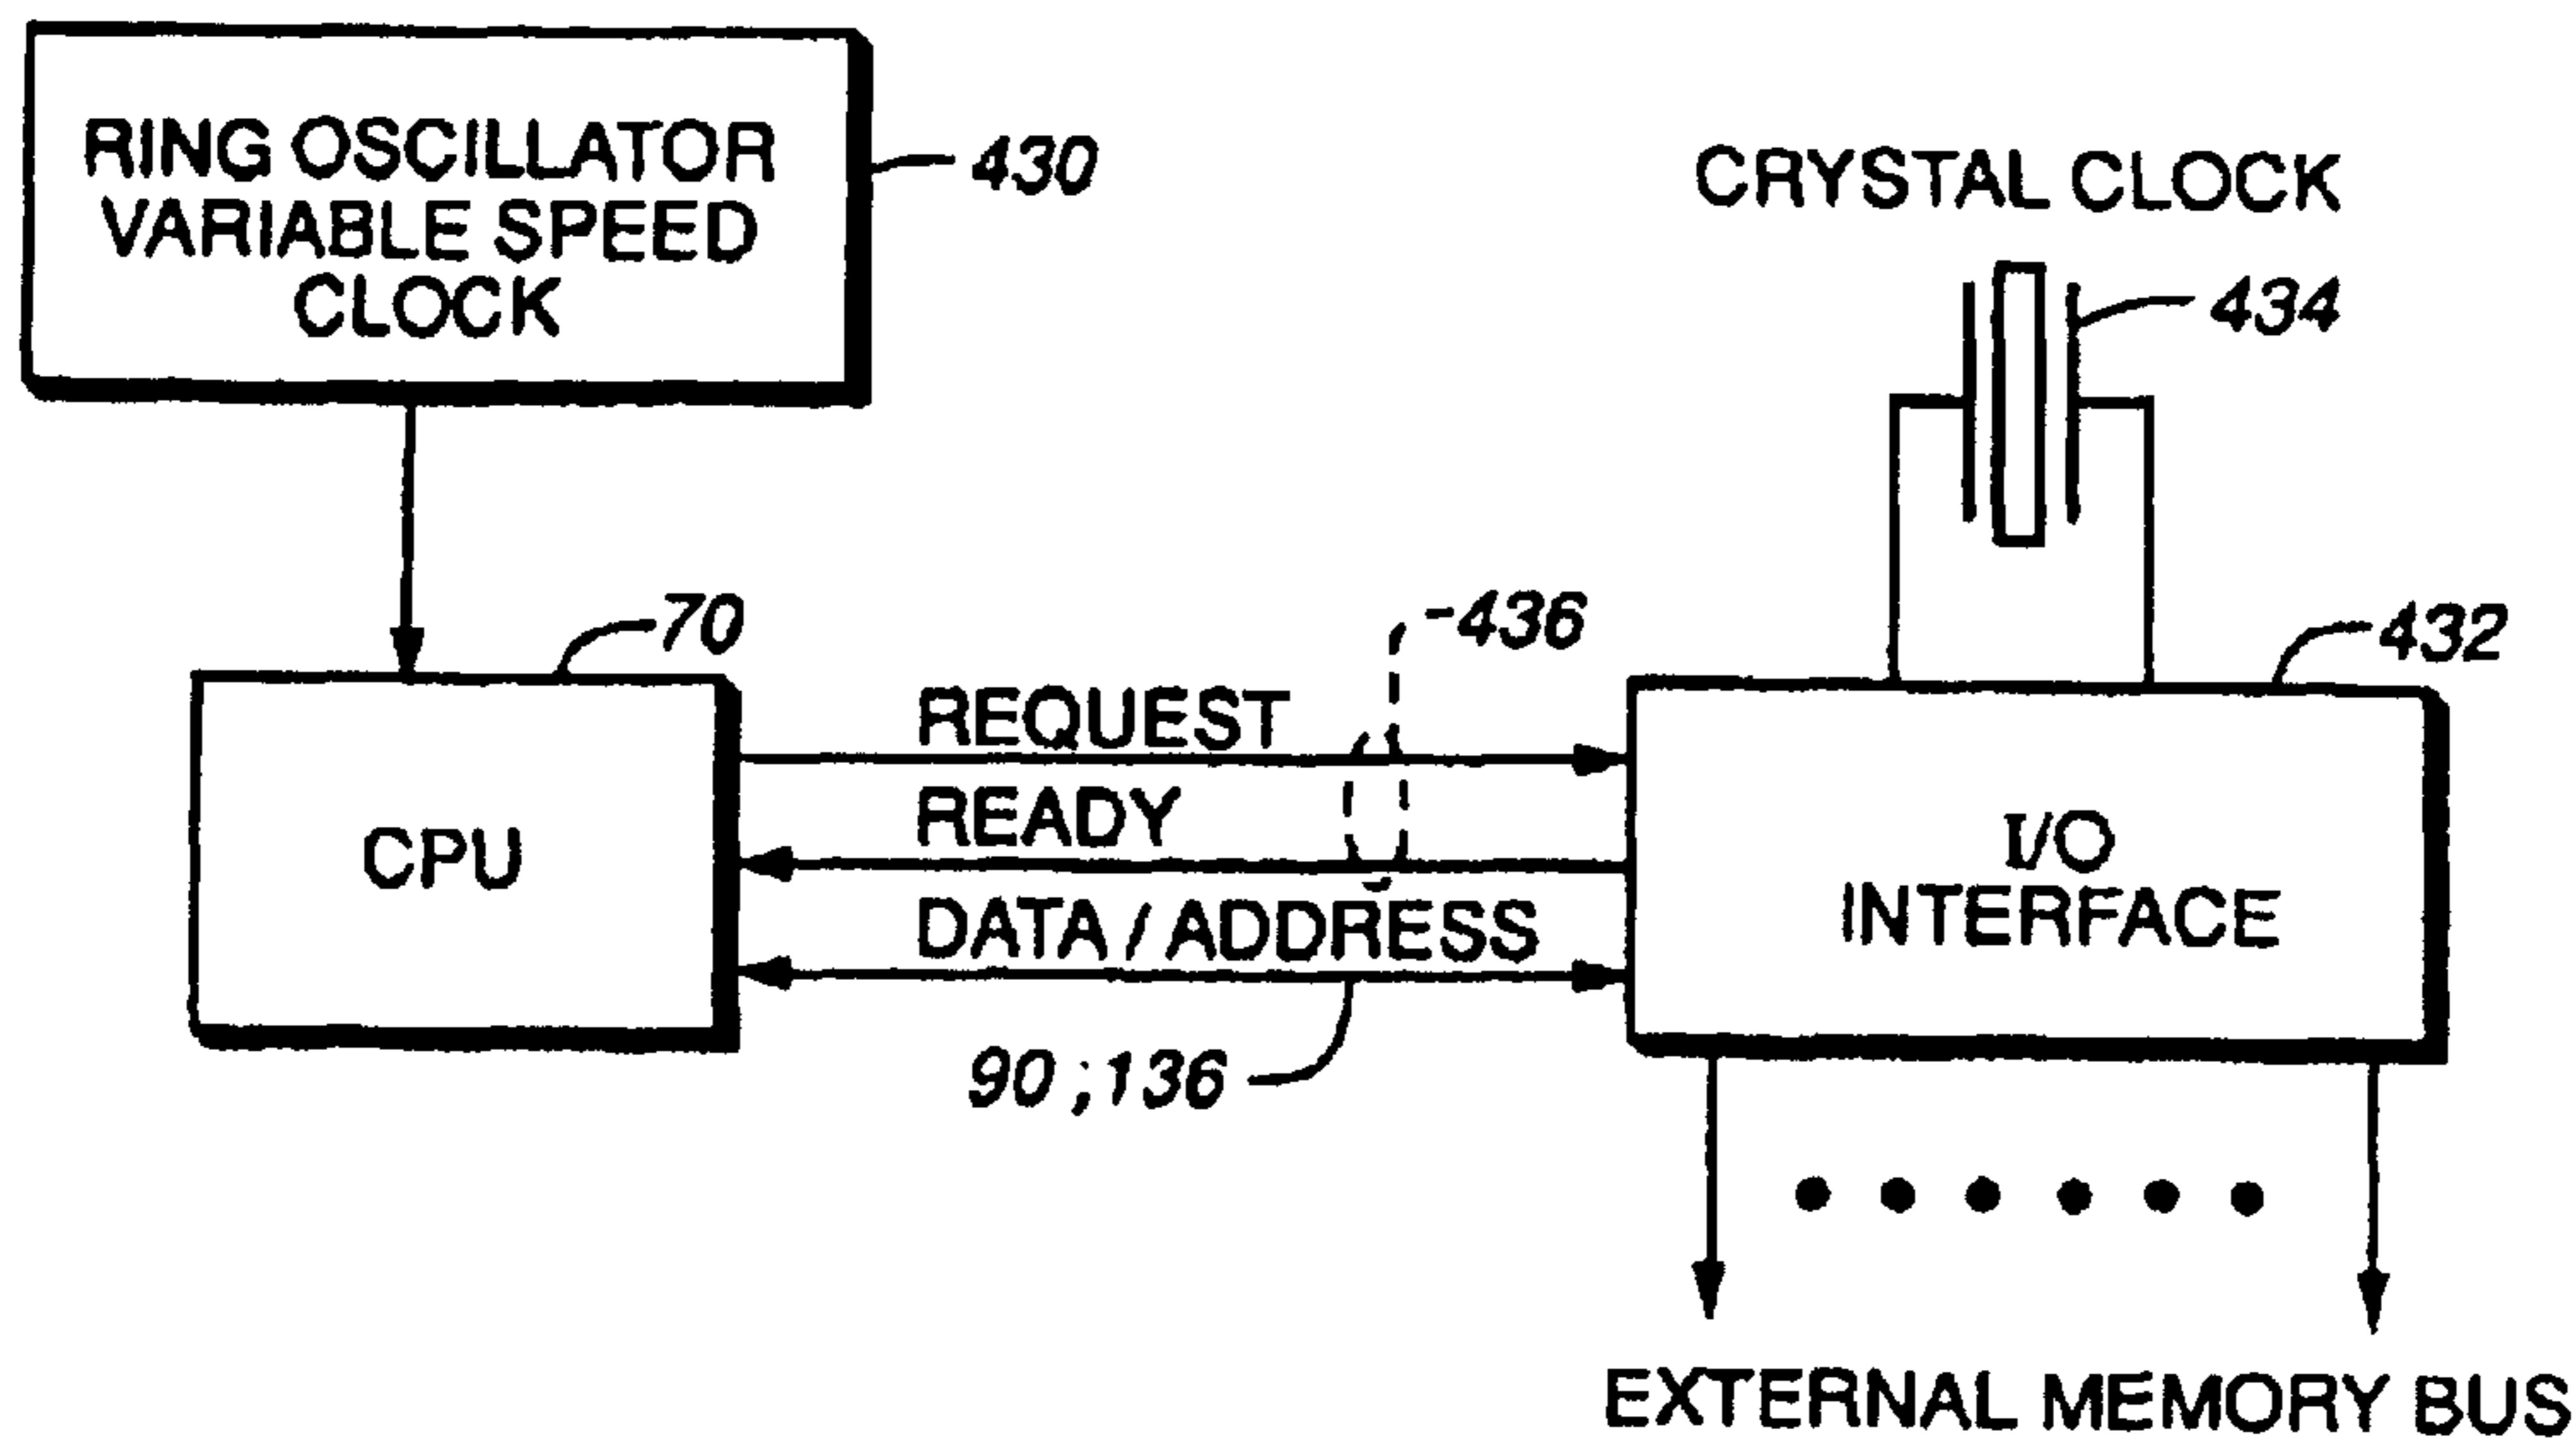 RING OSCILLATOR
VARIABLE SPEED
CLOCK
430
CRYSTAL CLOCK
434
70
436
432
REQUEST
READY
DATA / ADDRESS
CPU
I/O
INTERFACE
90 ;136
EXTERNAL MEMORY BUS